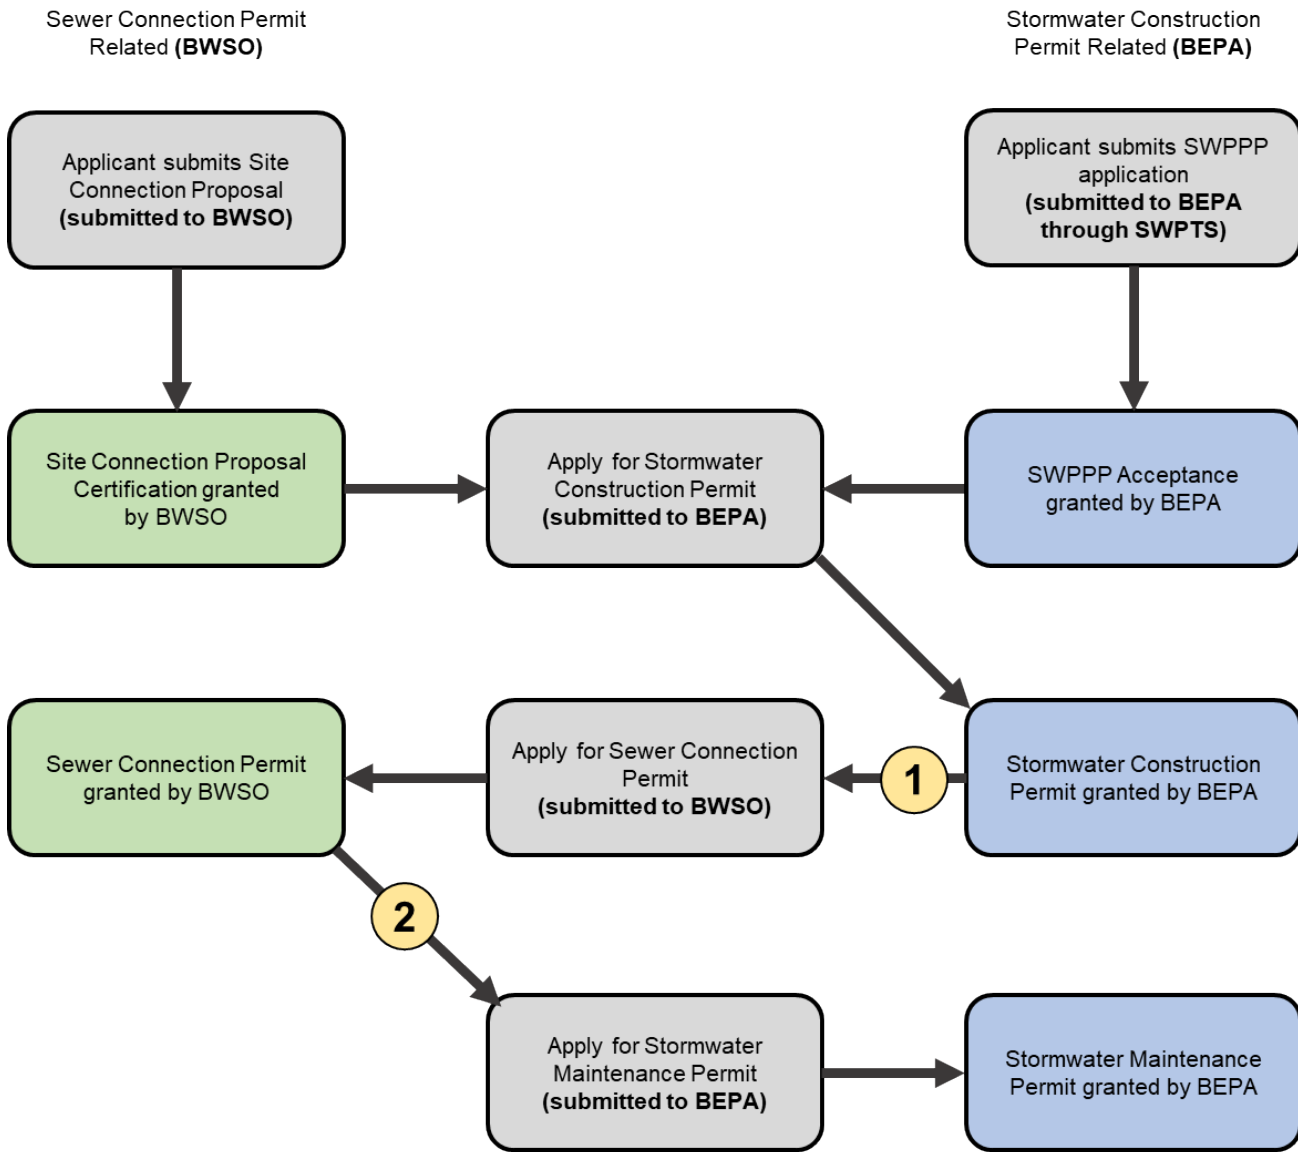 Sewer Connection Permit
Related (BWSO)
Stormwater Construction
Permit Related (BEPA)
Applicant submits Site
Connection Proposal
(submitted to BWSO)
Applicant submits SWPPP
application
(submitted to BEPA
through SWPTS)
Site Connection Proposal
Certification granted
by BWSO
Apply for Stormwater
Construction Permit
(submitted to BEPA)
SWPPP Acceptance
granted by BEPA
Sewer Connection Permit
granted by BWSO
Apply for Sewer Connection
Permit
(submitted to BWSO)
1
Stormwater Construction
Permit granted by BEPA
2
Apply for Stormwater
Maintenance Permit
(submitted to BEPA)
Stormwater Maintenance
Permit granted by BEPA